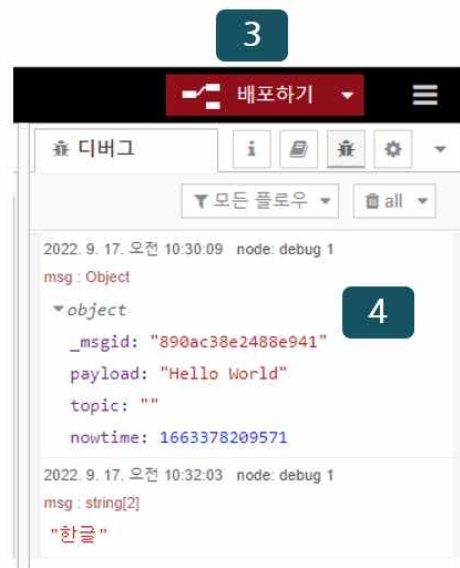 3
배포하기
디버그
i
모든 플로우
all
2022. 9. 17. 오전 10:30:09 node: debug 1
msg : Object
object
4
_msgid: "890ac38e2488e941"
payload: "Hello World"
topic: ""
nowtime: 1663378209571
2022. 9. 17. 오전 10:32:03 node: debug 1
msg : string[2]
"한글"